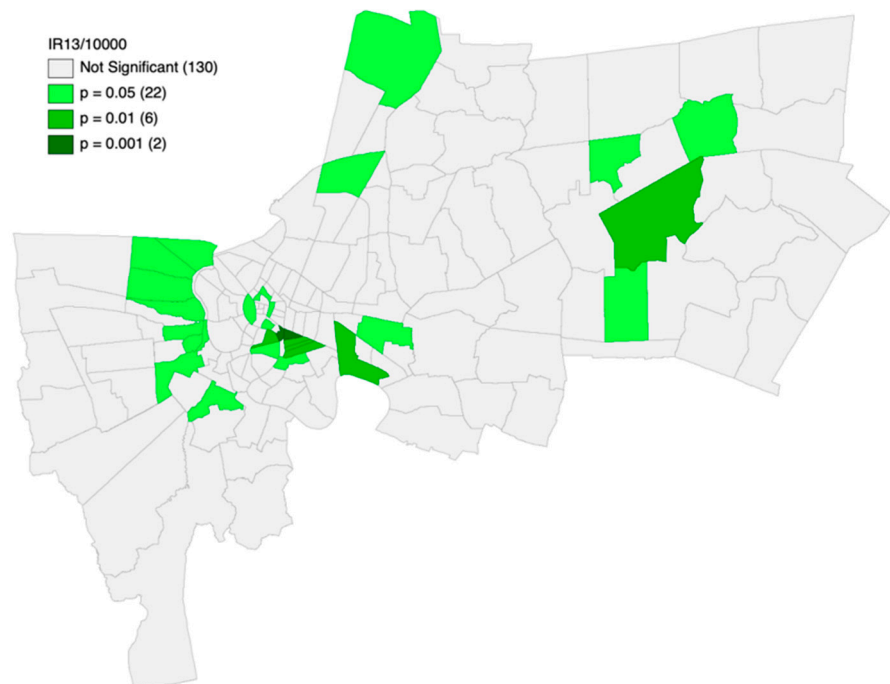 IR13/10000
Not Significant (130)
p = 0.05 (22)
p = 0.01 (6)
p = 0.001 (2)